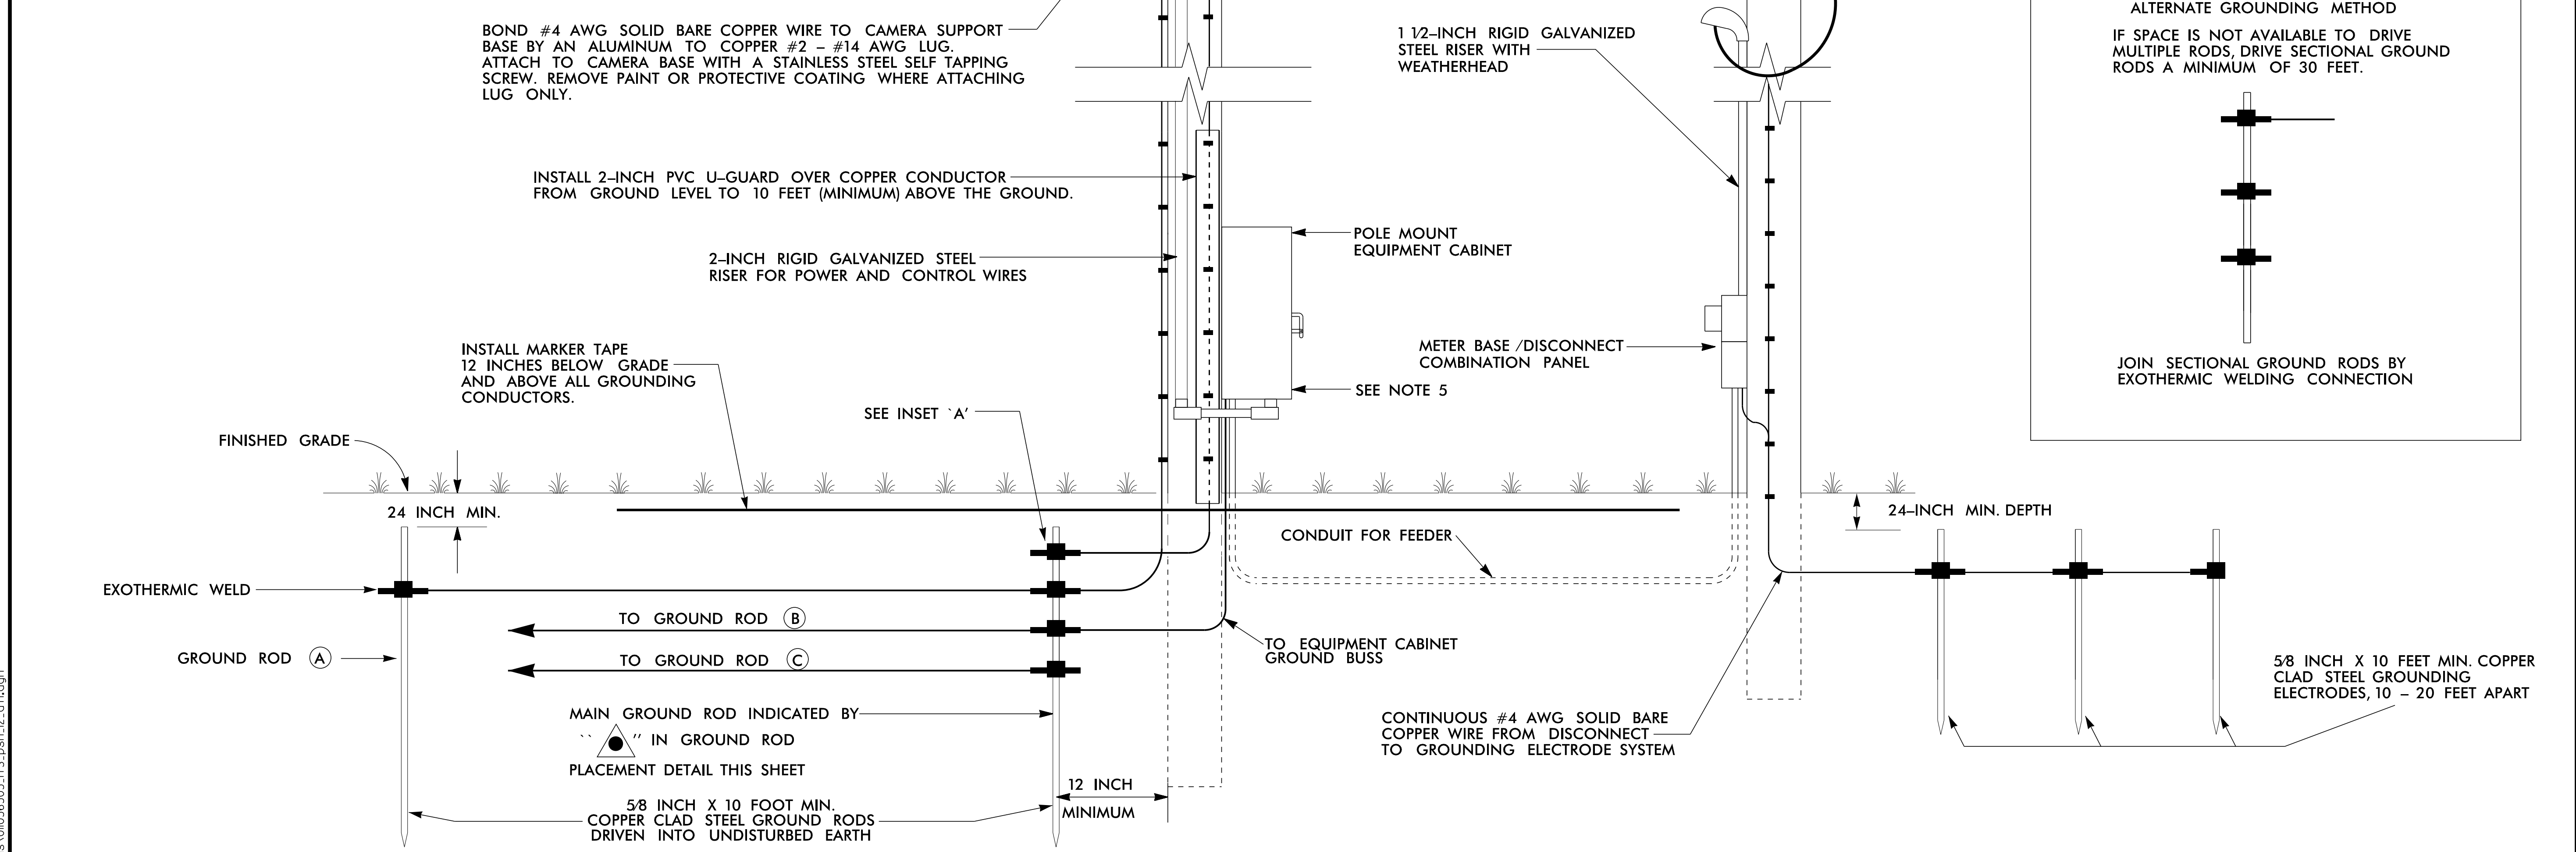 BOND #4 AWG SOLID BARE COPPER WIRE TO CAMERA SUPPORT
BASE BY AN ALUMINUM TO COPPER #2 – #14 AWG LUG.
ATTACH TO CAMERA BASE WITH A STAINLESS STEEL SELF TAPPING
SCREW. REMOVE PAINT OR PROTECTIVE COATING WHERE ATTACHING
LUG ONLY.
1 1/2–INCH RIGID GALVANIZED
STEEL RISER WITH
WEATHERHEAD
ALTERNATE GROUNDING METHOD
IF SPACE IS NOT AVAILABLE TO DRIVE
MULTIPLE RODS, DRIVE SECTIONAL GROUND
RODS A MINIMUM OF 30 FEET.
INSTALL 2–INCH PVC U–GUARD OVER COPPER CONDUCTOR
FROM GROUND LEVEL TO 10 FEET (MINIMUM) ABOVE THE GROUND.
POLE MOUNT
EQUIPMENT CABINET
2–INCH RIGID GALVANIZED STEEL
RISER FOR POWER AND CONTROL WIRES
INSTALL MARKER TAPE
12 INCHES BELOW GRADE
AND ABOVE ALL GROUNDING
CONDUCTORS.
METER BASE /DISCONNECT
COMBINATION PANEL
JOIN SECTIONAL GROUND RODS BY
EXOTHERMIC WELDING CONNECTION
SEE NOTE 5
SEE INSET `A'
FINISHED GRADE
24 INCH MIN.
24–INCH MIN. DEPTH
CONDUIT FOR FEEDER
EXOTHERMIC WELD
TO GROUND ROD B
TO EQUIPMENT CABINET
GROUND BUSS
GROUND ROD A
TO GROUND ROD C
5/8 INCH X 10 FEET MIN. COPPER
CLAD STEEL GROUNDING
ELECTRODES, 10 – 20 FEET APART
MAIN GROUND ROD INDICATED BY
`` '' IN GROUND ROD
PLACEMENT DETAIL THIS SHEET
CONTINUOUS #4 AWG SOLID BARE
COPPER WIRE FROM DISCONNECT
TO GROUNDING ELECTRODE SYSTEM
12 INCH
MINIMUM
5/8 INCH X 10 FOOT MIN.
COPPER CLAD STEEL GROUND RODS
DRIVEN INTO UNDISTURBED EARTH